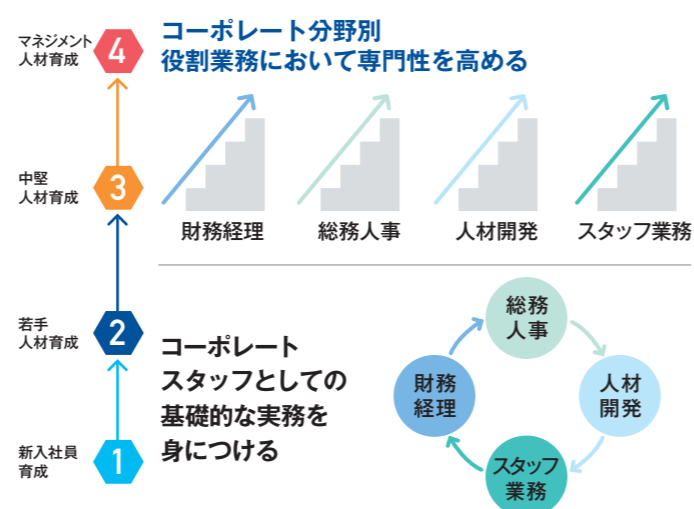 マネジメント
人材育成
4
コーポレート分野別
役割業務において専門性を高める
中堅
人材育成
3
財務経理
総務人事
人材開発
スタッフ業務
若手
人材育成
2
コーポレート
スタッフとしての
基礎的な実務を
身につける
新入社員
育成
1
総務
人事
財務
経理
人材
開発
スタッフ
業務